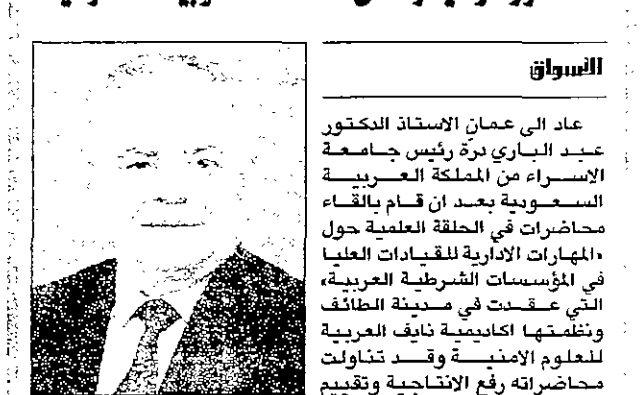 الاسواق
عاد الى عمان الاستاذ الدكتور
عبد الباري درة رئيس جامعة
الاسراء من المملكة العربية
السعودية بعد ان قام بالقاء
محاضرات في الحلقة العلمية حول
«المهارات الادارية للقيادات العليا
في المؤسسات الشرطية العربية»
التي عقدت في مدينة الطائف
ونظمتها اكاديمية نايف العربية
للعلوم الامنية وقد تناولت
محاضراته رفع الانتاجية وتقييم